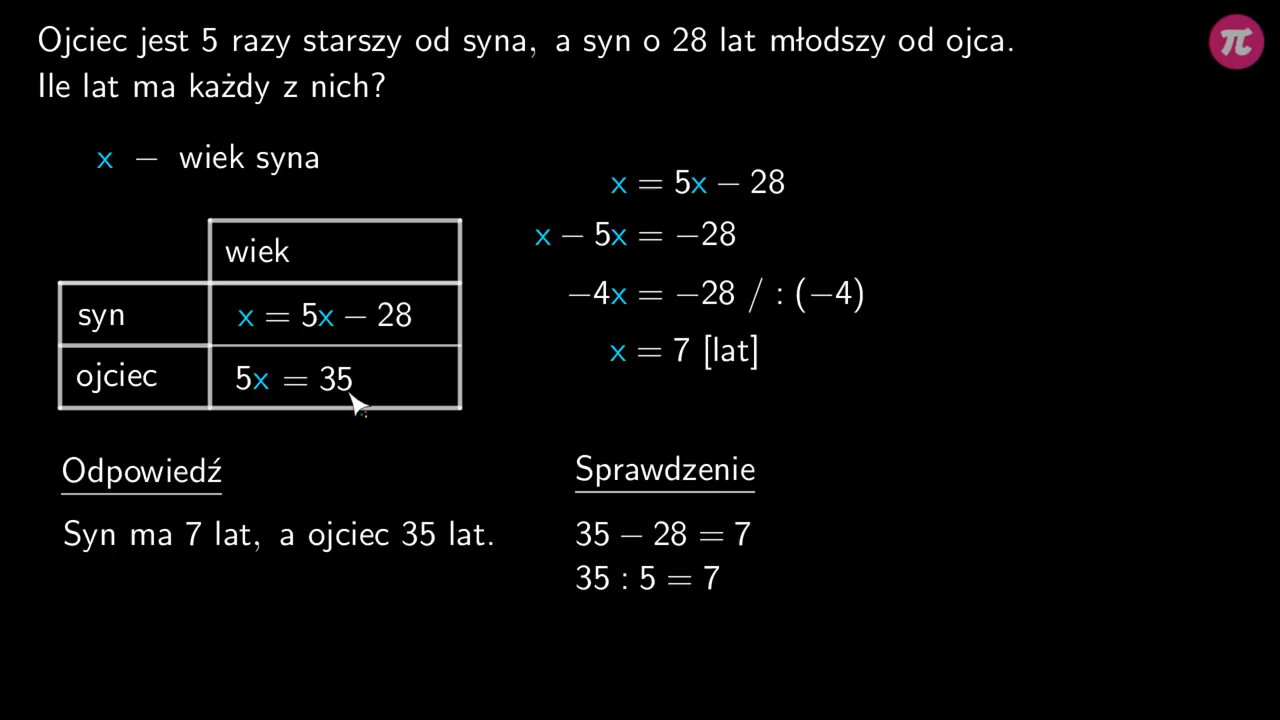 Ojciec jest 5 razy starszy od syna, a syn o 28 lat młodszy od ojca.
Ile lat ma każdy z nich?
x – wiek syna
wiek
syn x = 5x − 28
ojciec 5x = 35
x = 5x − 28
x − 5x = −28
−4x = −28 / : (−4)
x = 7 [lat]
Odpowiedź
Syn ma 7 lat, a ojciec 35 lat.
Sprawdzenie
35 − 28 = 7
35 : 5 = 7
π